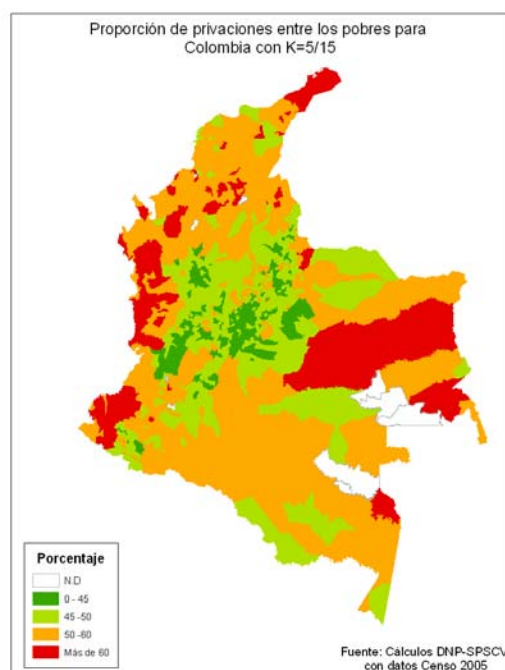 Proporción de privaciones entre los pobres para
Colombia con K=5/15
Porcentaje
N.D
0 - 45
45 -50
50 -60
Más de 60
Fuente: Cálculos DNP-SPSCV
con datos Censo 2005